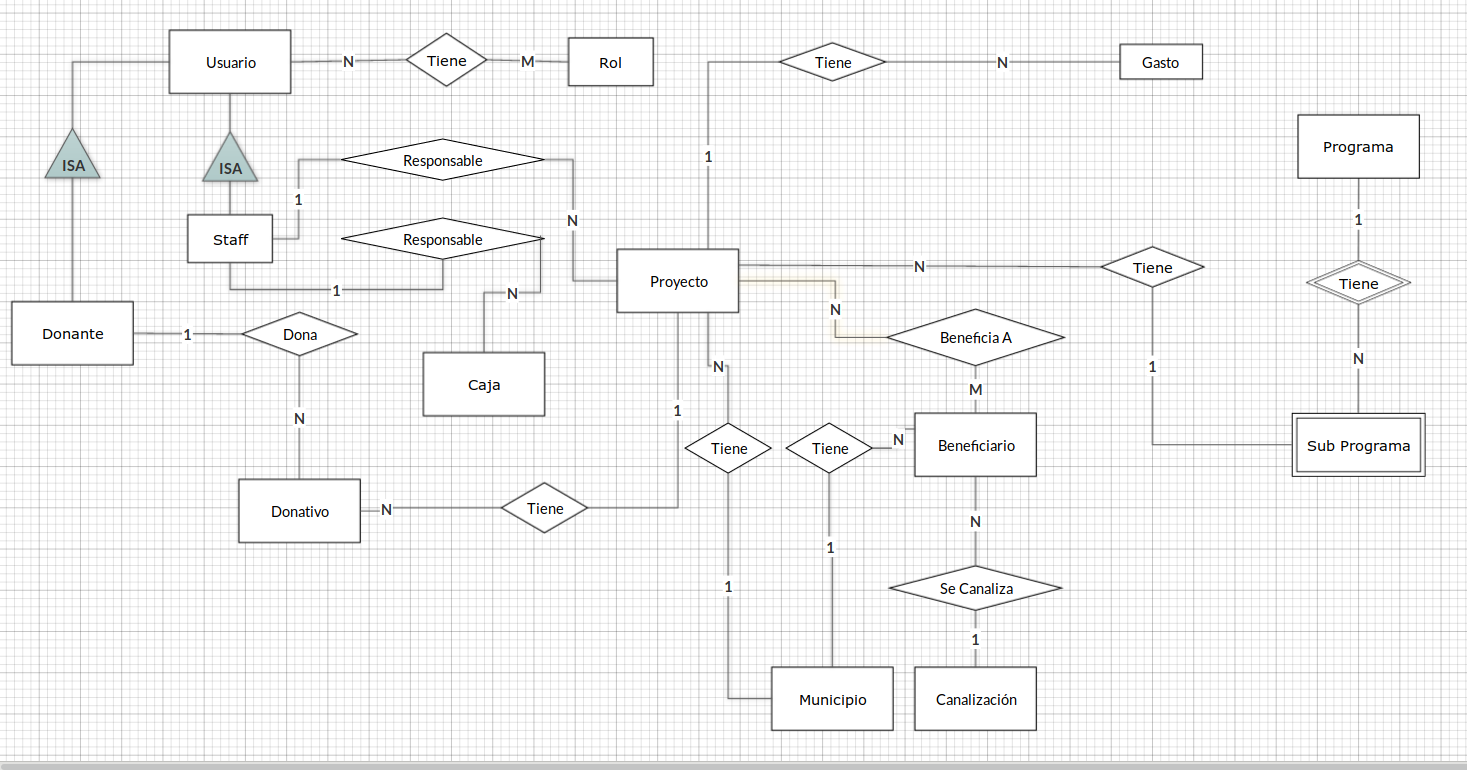 Usuario
N
Tiene
M
Rol
Tiene
N
Gasto
ISA
ISA
Responsable
1
Programa
1
N
1
Staff
Responsable
Proyecto
N
Tiene
Tiene
1
N
N
Donante
1
Dona
Beneficia A
Caja
N
1
N
M
1
N
N
Tiene
Tiene
N
Beneficiario
Sub Programa
Donativo
N
Tiene
N
1
1
Se Canaliza
1
Municipio
Canalización